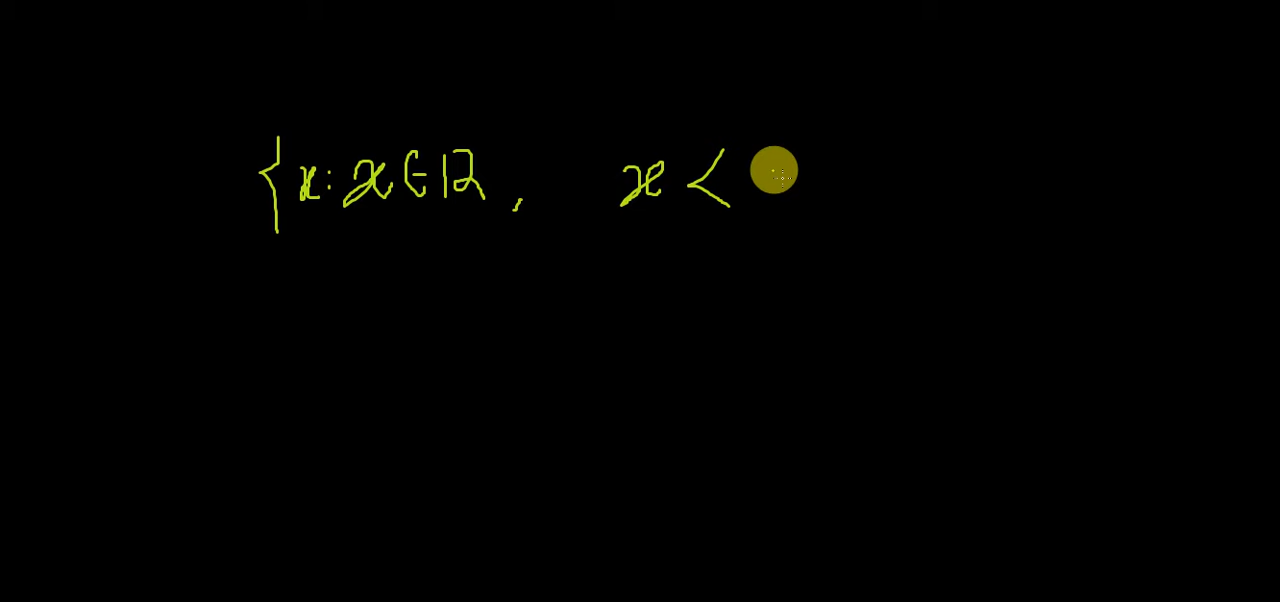 {x: x ∈ ℝ, x <